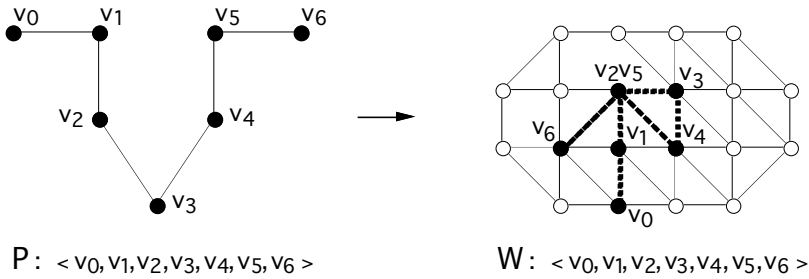 v₀ v₁ v₅ v₆
v₂ v₄
v₃
v₂v₅ v₃
v₆ v₁ v₄
v₀
P: < v₀, v₁, v₂, v₃, v₄, v₅, v₆ >
W: < v₀, v₁, v₂, v₃, v₄, v₅, v₆ >